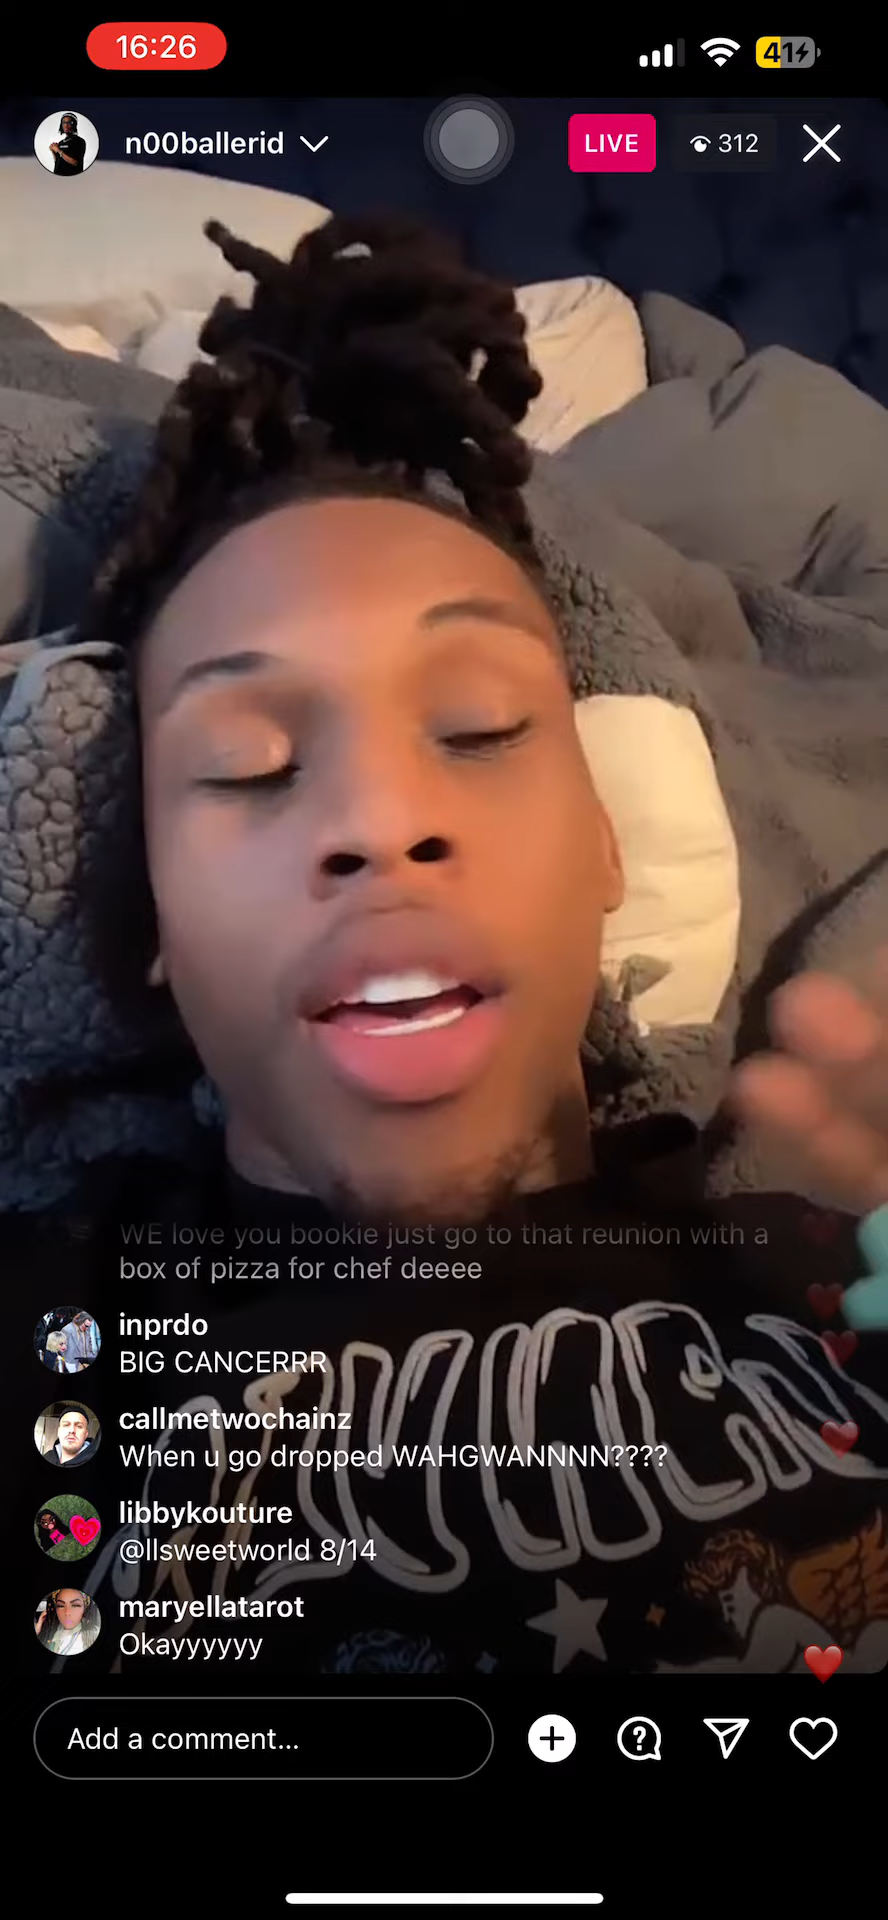 16:26
41
n00ballerid
LIVE
312
WE love you bookie just go to that reunion with a
box of pizza for chef deeee
inprdo
BIG CANCERRR
callmetwochainz
When u go dropped WAHGWANNNN????
libbykouture
@llsweetworld 8/14
maryellatarot
Okayyyyyy
Add a comment...